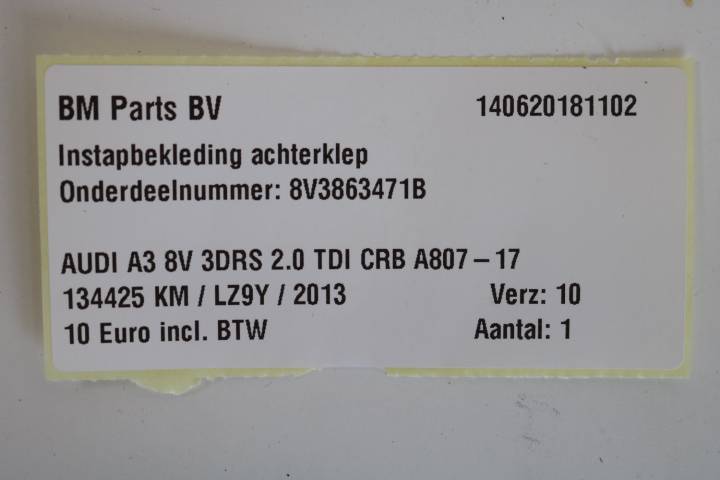 BM Parts BV 140620181102
Instapbekleding achterklep
Onderdeelnummer: 8V3863471B
AUDI A3 8V 3DRS 2.0 TDI CRB A807 – 17
134425 KM / LZ9Y / 2013 Verz: 10
10 Euro incl. BTW Aantal: 1